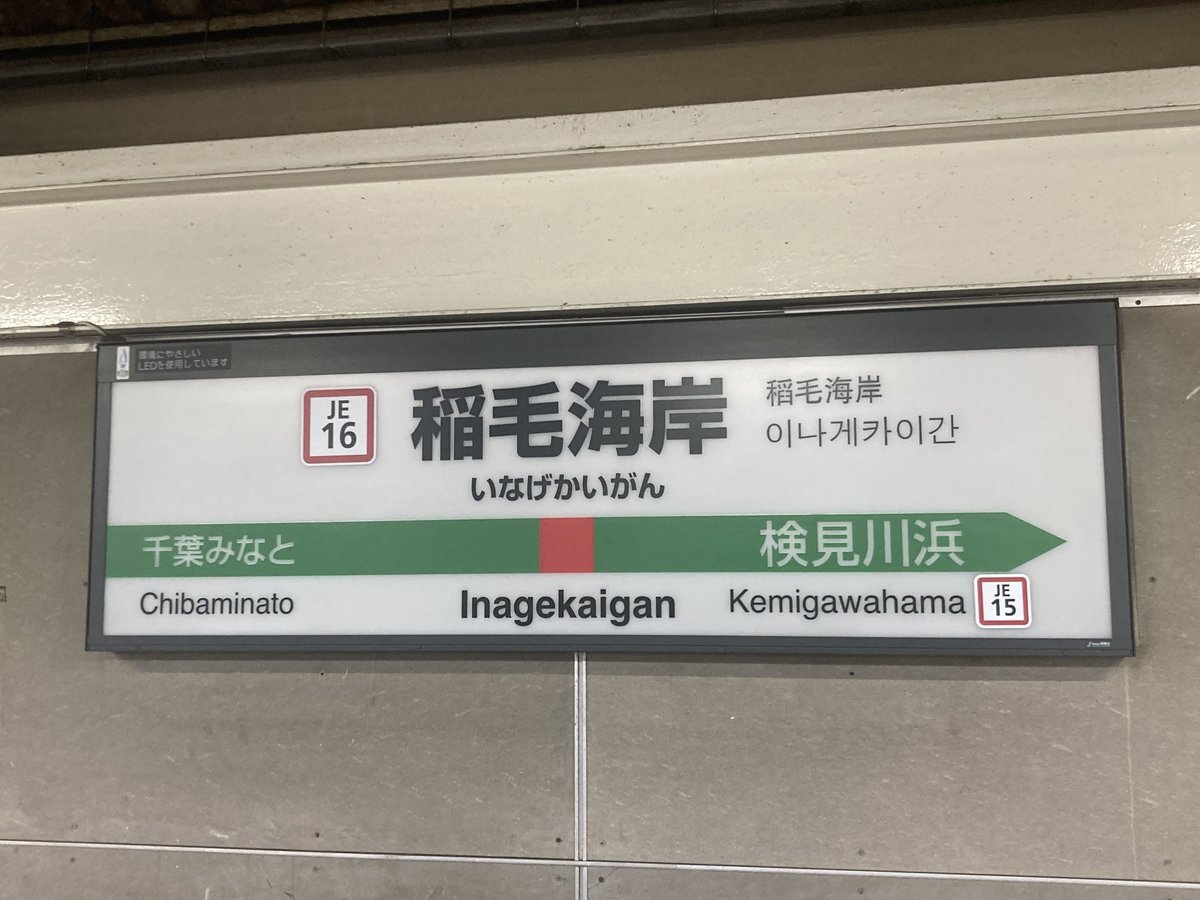 環境にやさしい
LEDを使用しています
JE
16
稲毛海岸
いなげかいがん
稲毛海岸
이나게카이간
千葉みなと
検見川浜
Chibaminato
Inagekaigan
Kemigawahama
JE
15